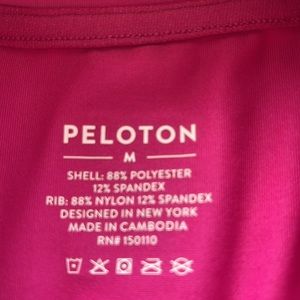 PELOTON
M
SHELL: 88% POLYESTER
12% SPANDEX
RIB: 88% NYLON 12% SPANDEX
DESIGNED IN NEW YORK
MADE IN CAMBODIA
RN# 150110